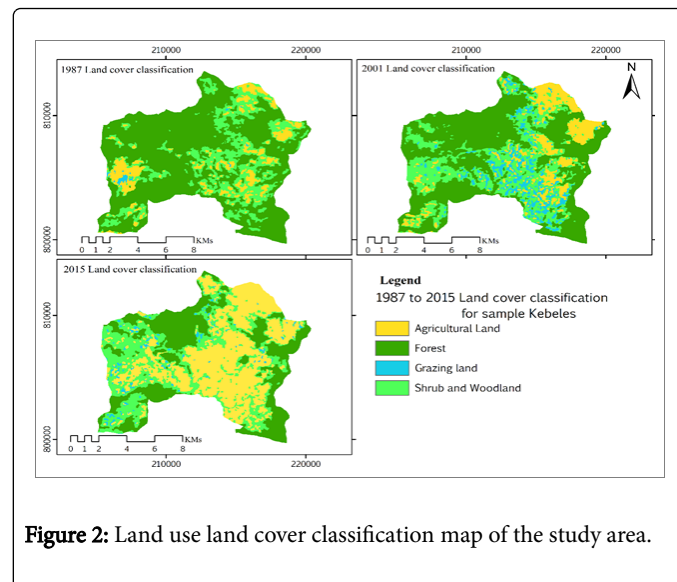 210000 220000 210000 220000
1987 Land cover classification
2001 Land cover classification
N
810000
800000
KMs
0 1 2 4 6 8
KMs
0 1 2 4 6 8
2015 Land cover classification
810000
800000
KMs
0 1 2 4 6 8
210000 220000
Legend
1987 to 2015 Land cover classification
for sample Kebeles
Agricultural Land
Forest
Grazing land
Shrub and Woodland
Figure 2: Land use land cover classification map of the study area.